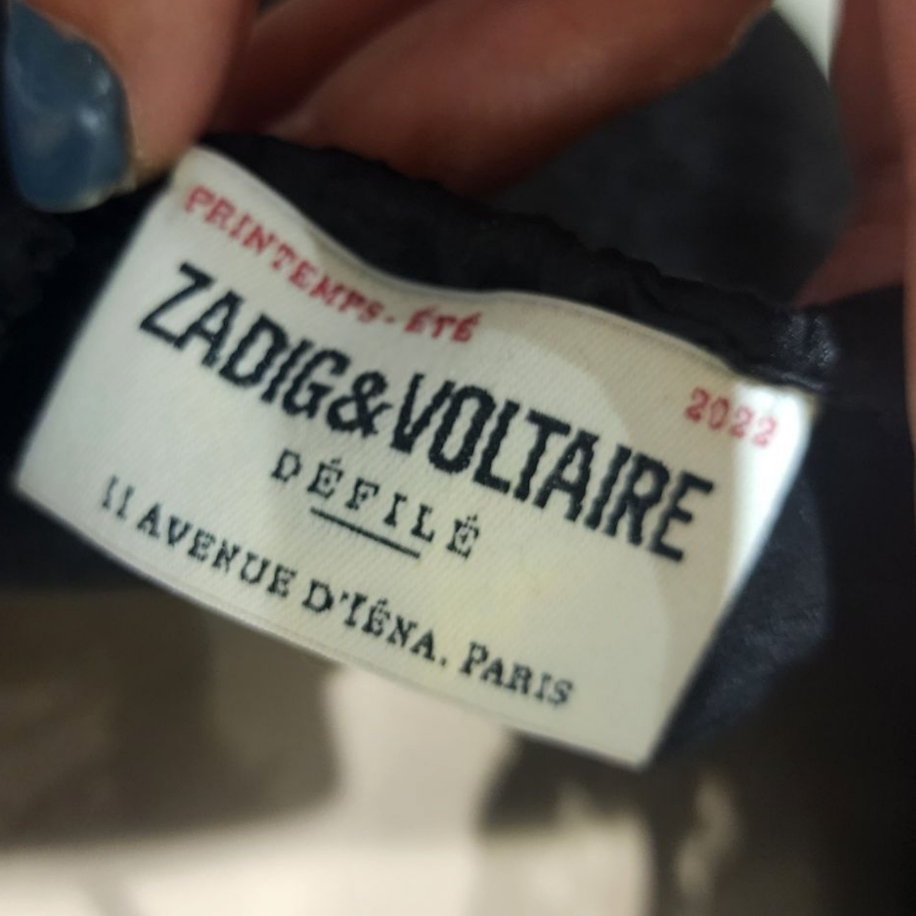 PRINTEMPS-ÉTÉ 2022
ZADIG&VOLTAIRE
DÉFILÉ
11 AVENUE D'IÉNA. PARIS